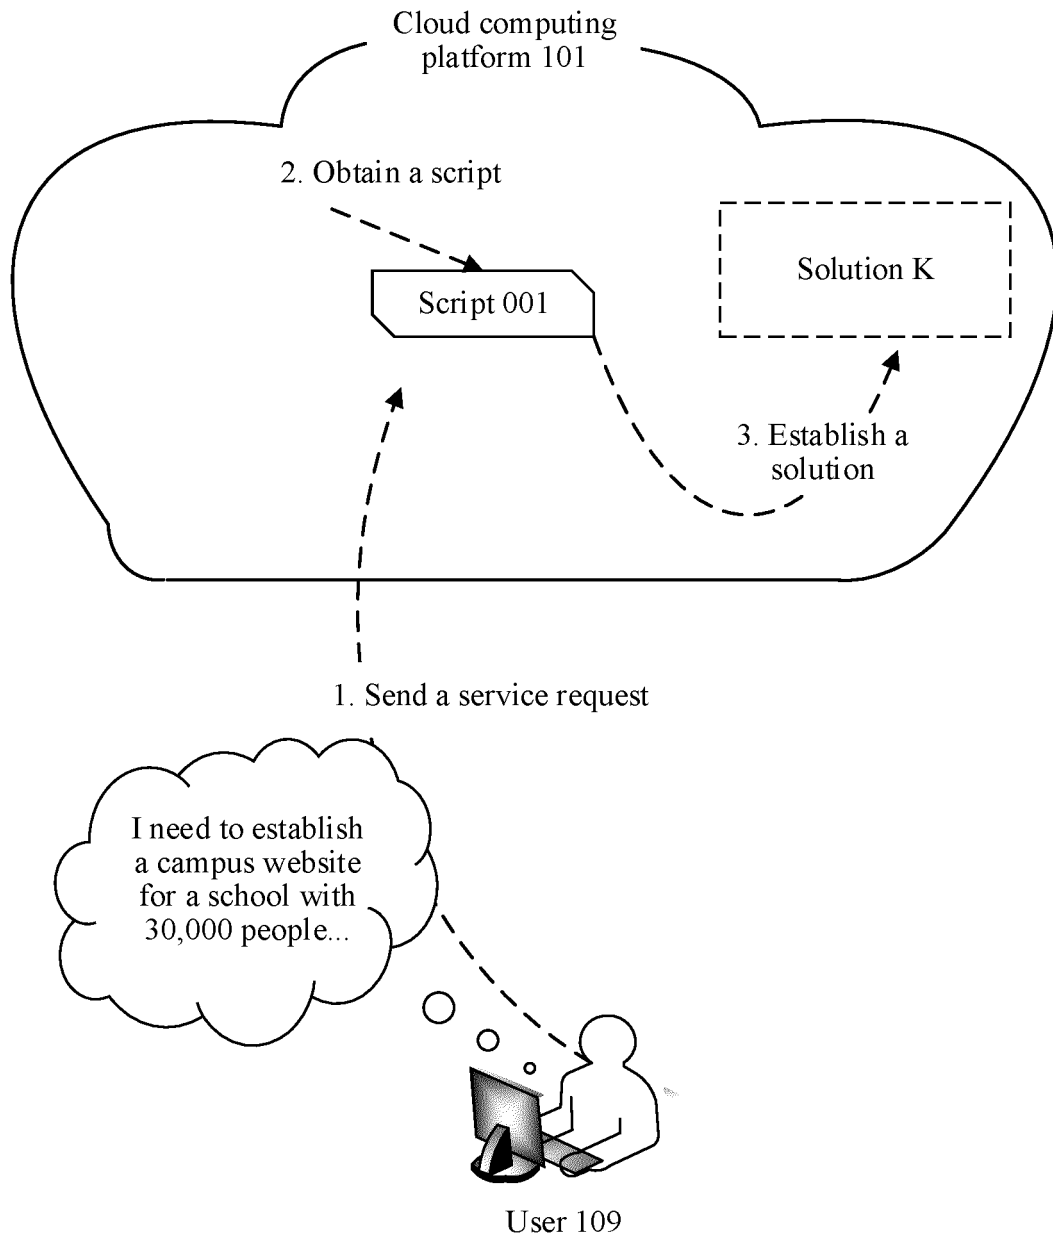 Cloud computing
platform 101
2. Obtain a script
Script 001
Solution K
3. Establish a
solution
1. Send a service request
I need to establish
a campus website
for a school with
30,000 people...
User 109